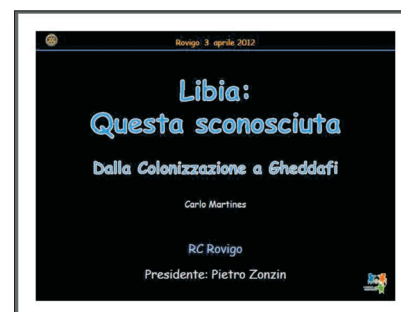 Rovigo 3 aprile 2012
Libia:
Questa sconosciuta
Dalla Colonizzazione a Gheddafi
Carlo Martines
RC Rovigo
Presidente: Pietro Zonzin